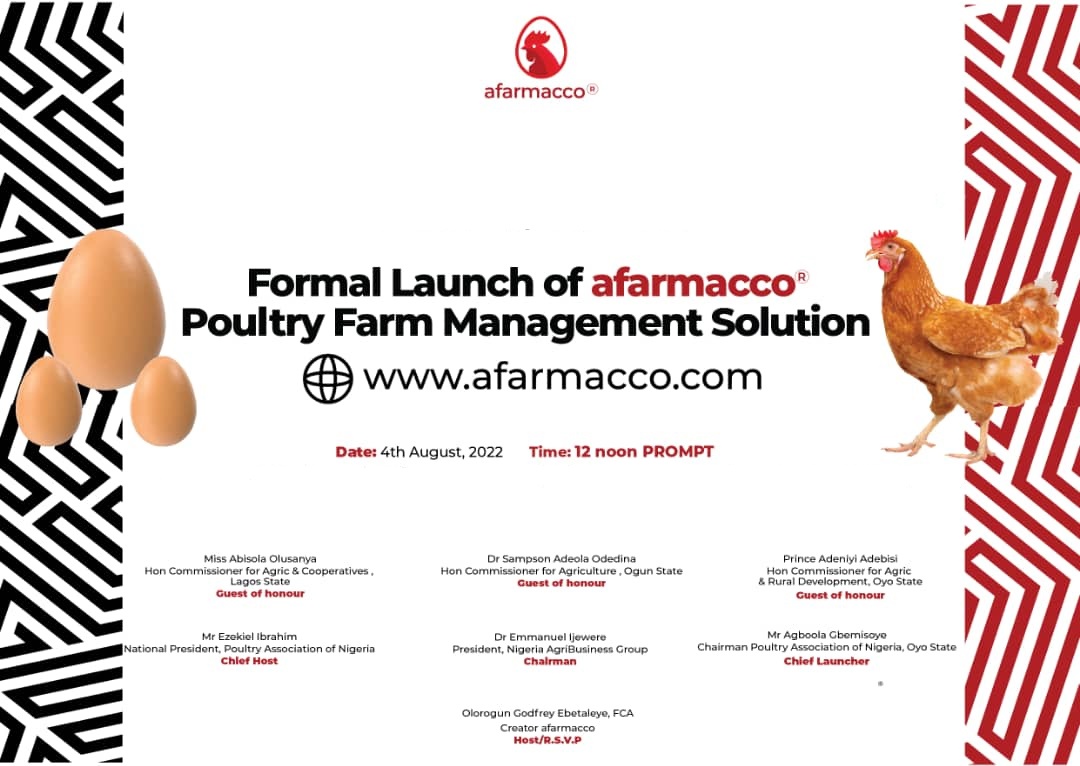 afarmacco®
Formal Launch of afarmacco®
Poultry Farm Management Solution
www.afarmacco.com
Date: 4th August, 2022 Time: 12 noon PROMPT
Miss Abisola Olusanya
Hon Commissioner for Agric & Cooperatives ,
Lagos State
Guest of honour
Dr Sampson Adeola Odedina
Hon Commissioner for Agriculture , Ogun State
Guest of honour
Prince Adeniyi Adebisi
Hon Commissioner for Agric
& Rural Development, Oyo State
Guest of honour
Mr Ezekiel Ibrahim
National President, Poultry Association of Nigeria
Chief Host
Dr Emmanuel Ijewere
President, Nigeria AgriBusiness Group
Chairman
Mr Agboola Gbemisoye
Chairman Poultry Association of Nigeria, Oyo State
Chief Launcher
®
Olorogun Godfrey Ebetaleye, FCA
Creator afarmacco
Host/R.S.V.P